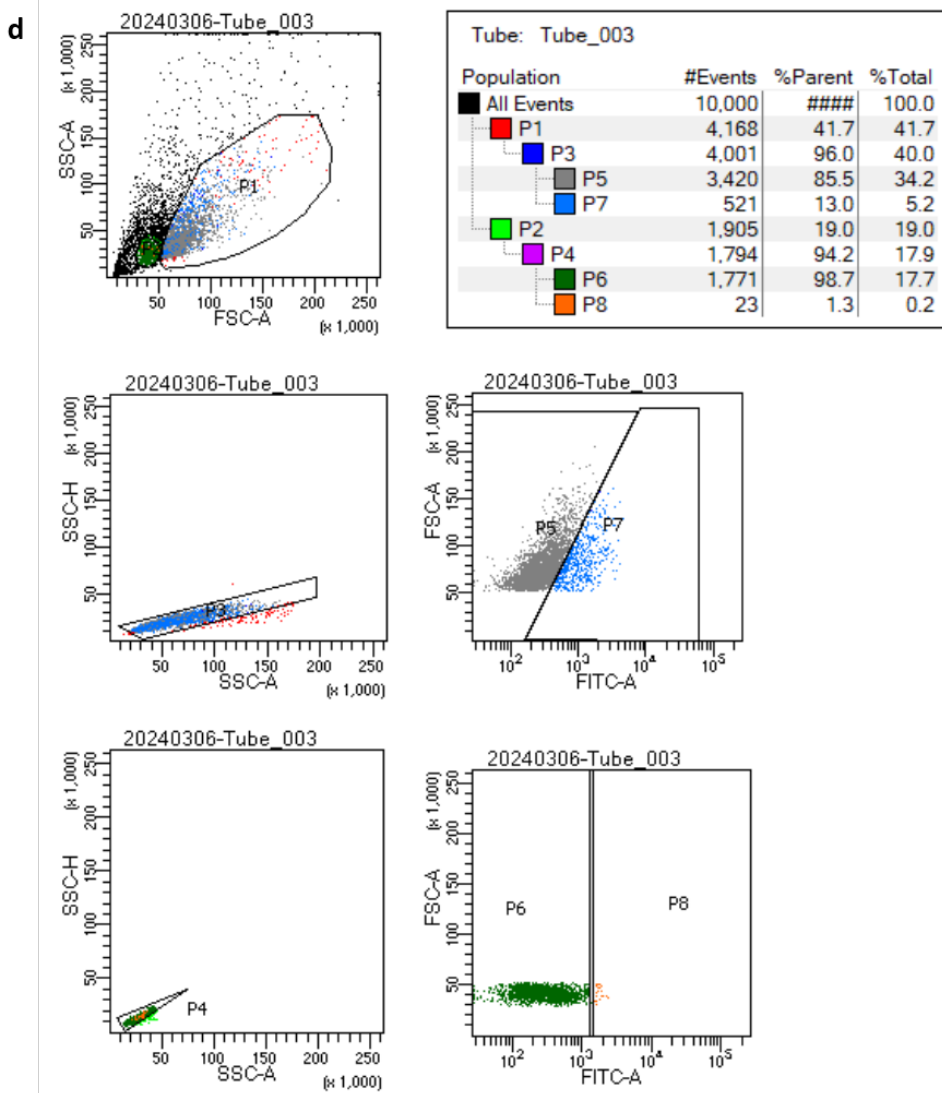 d
20240306-Tube_003
SSC-A
(x 1,000)
50 100 150 200 250
50 100 150 200 250
FSC-A
(x 1,000)
P1
Tube: Tube_003
Population #Events %Parent %Total
All Events 10,000 #### 100.0
P1 4,168 41.7 41.7
P3 4,001 96.0 40.0
P5 3,420 85.5 34.2
P7 521 13.0 5.2
P2 1,905 19.0 19.0
P4 1,794 94.2 17.9
P6 1,771 98.7 17.7
P8 23 1.3 0.2
20240306-Tube_003
SSC-H
(x 1,000)
50 100 150 200 250
P3
50 100 150 200 250
SSC-A
(x 1,000)
20240306-Tube_003
FSC-A
(x 1,000)
50 100 150 200 250
P5 P7
10² 10³ 10⁴ 10⁵
FITC-A
20240306-Tube_003
SSC-H
(x 1,000)
50 100 150 200 250
P4
50 100 150 200 250
SSC-A
(x 1,000)
20240306-Tube_003
FSC-A
(x 1,000)
50 100 150 200 250
P6 P8
10² 10³ 10⁴ 10⁵
FITC-A